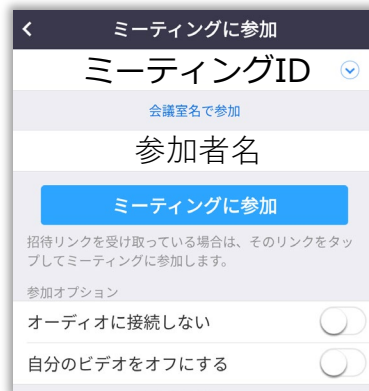 ミーティングに参加
ミーティングID
会議室名で参加
参加者名
ミーティングに参加
招待リンクを受け取っている場合は、そのリンクをタッ
プしてミーティングに参加します。
参加オプション
オーディオに接続しない
自分のビデオをオフにする